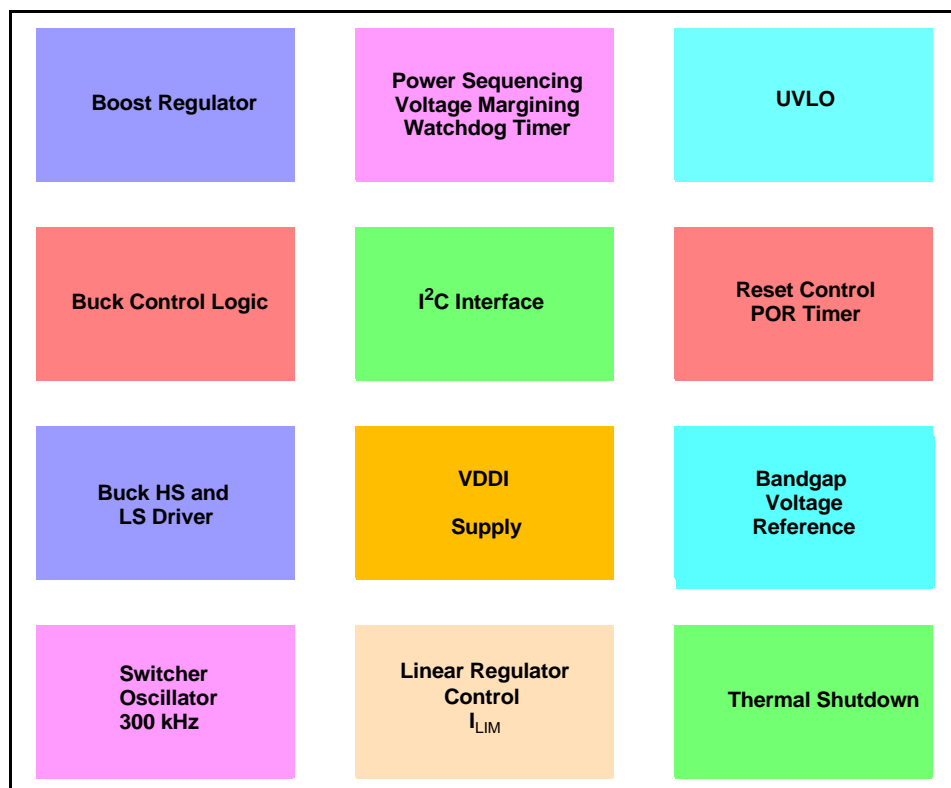 Boost Regulator
Power Sequencing
Voltage Margining
Watchdog Timer
UVLO
Buck Control Logic
I²C Interface
Reset Control
POR Timer
Buck HS and
LS Driver
VDDI
Supply
Bandgap
Voltage
Reference
Switcher
Oscillator
300 kHz
Linear Regulator
Control
I_LIM
Thermal Shutdown